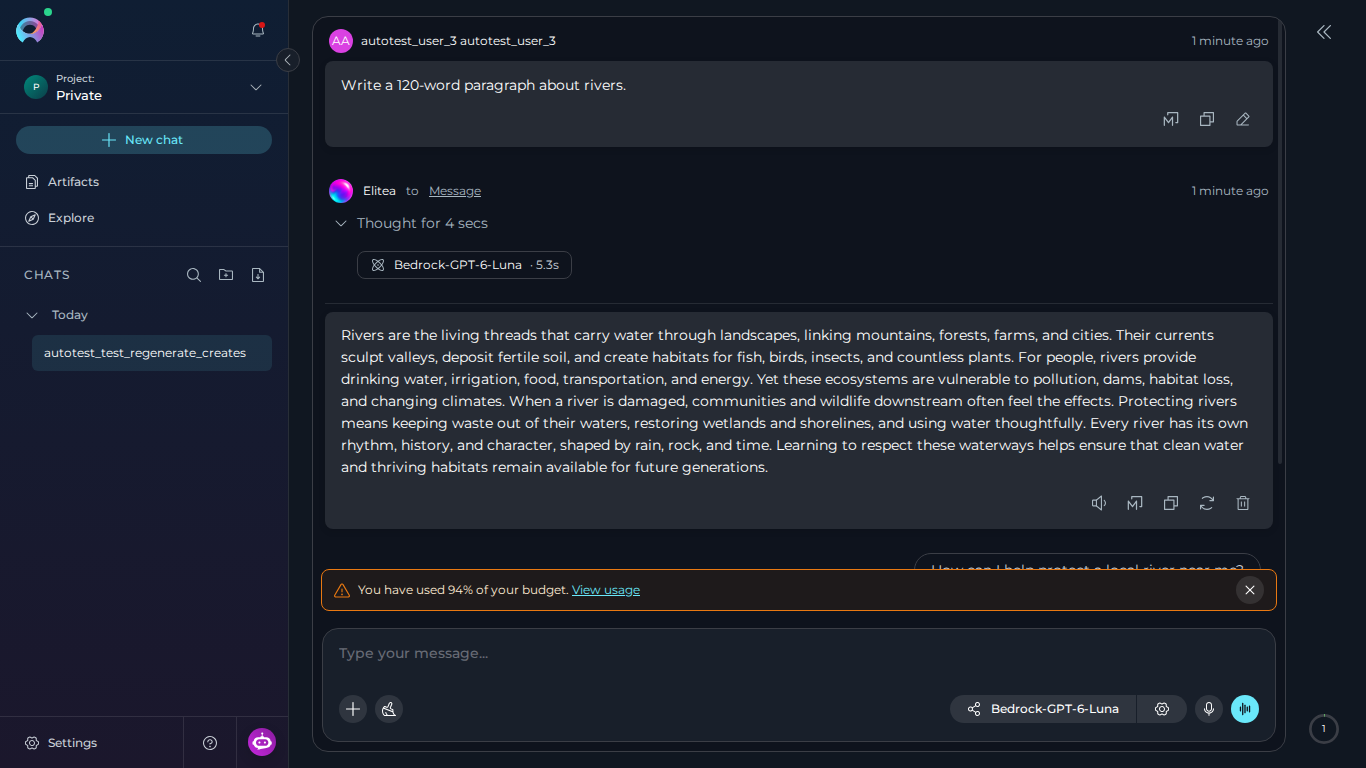 Project:
P
Private
New chat
Artifacts
Explore
CHATS
Today
autotest_test_regenerate_creates
Settings
AA
autotest_user_3 autotest_user_3
1 minute ago
Write a 120-word paragraph about rivers.
Elitea to Message
1 minute ago
Thought for 4 secs
Bedrock-GPT-6-Luna · 5.3s
Rivers are the living threads that carry water through landscapes, linking mountains, forests, farms, and cities. Their currents
sculpt valleys, deposit fertile soil, and create habitats for fish, birds, insects, and countless plants. For people, rivers provide
drinking water, irrigation, food, transportation, and energy. Yet these ecosystems are vulnerable to pollution, dams, habitat loss,
and changing climates. When a river is damaged, communities and wildlife downstream often feel the effects. Protecting rivers
means keeping waste out of their waters, restoring wetlands and shorelines, and using water thoughtfully. Every river has its own
rhythm, history, and character, shaped by rain, rock, and time. Learning to respect these waterways helps ensure that clean water
and thriving habitats remain available for future generations.
How can I help protect a local river near me?
You have used 94% of your budget. View usage
Type your message...
Bedrock-GPT-6-Luna
1